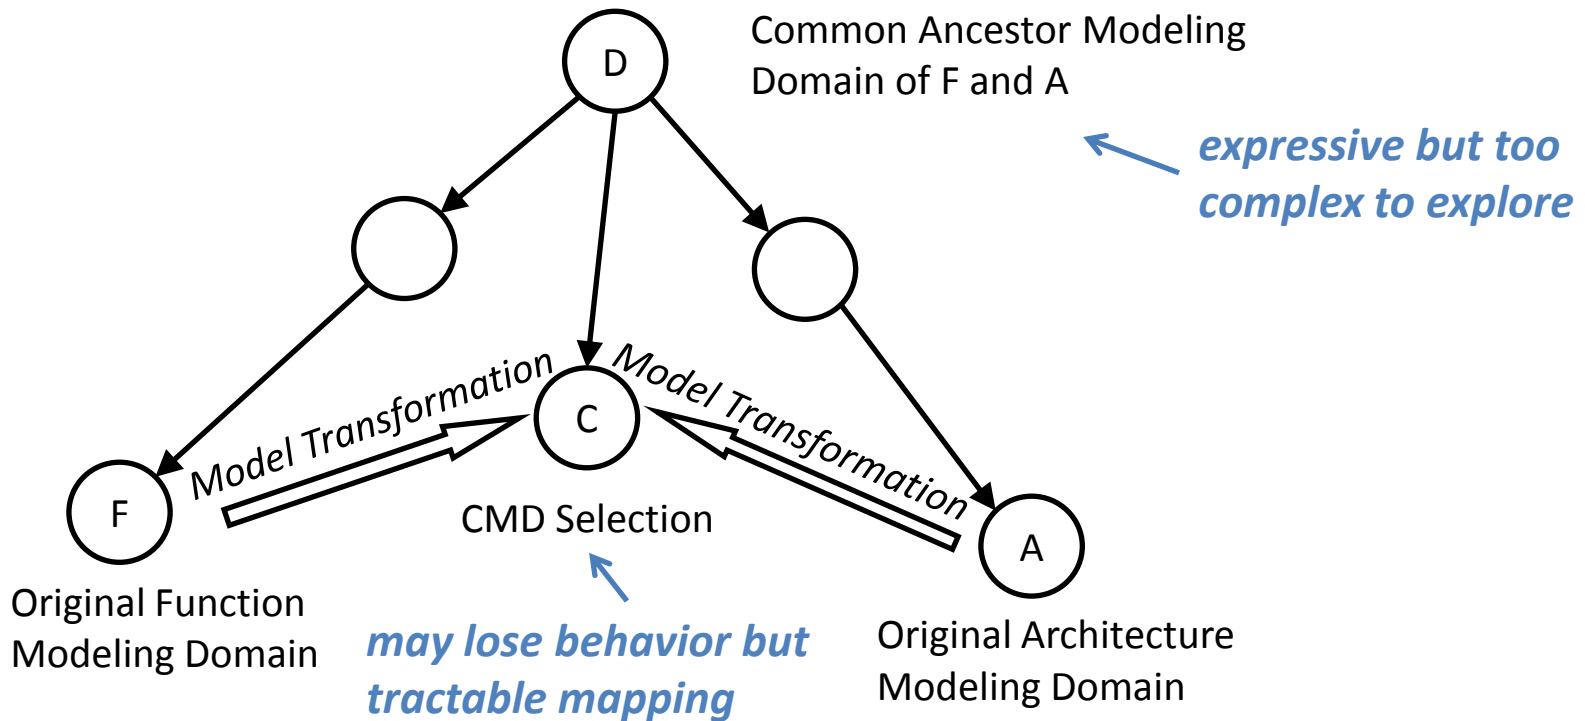 D
Common Ancestor Modeling
Domain of F and A
expressive but too
complex to explore
Model Transformation
Model Transformation
C
F
CMD Selection
A
Original Function
Modeling Domain
may lose behavior but
tractable mapping
Original Architecture
Modeling Domain